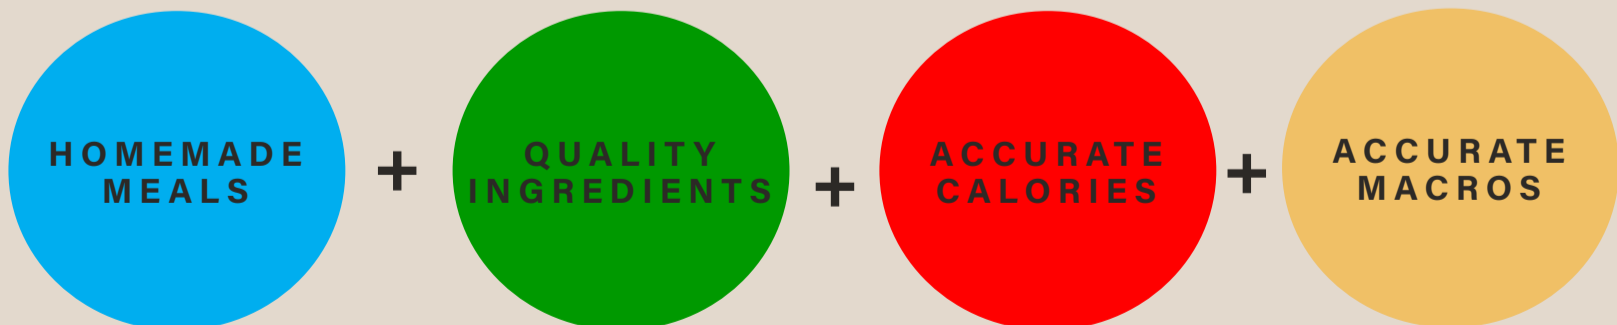 HOMEMADE
MEALS
+
QUALITY
INGREDIENTS
+
ACCURATE
CALORIES
+
ACCURATE
MACROS